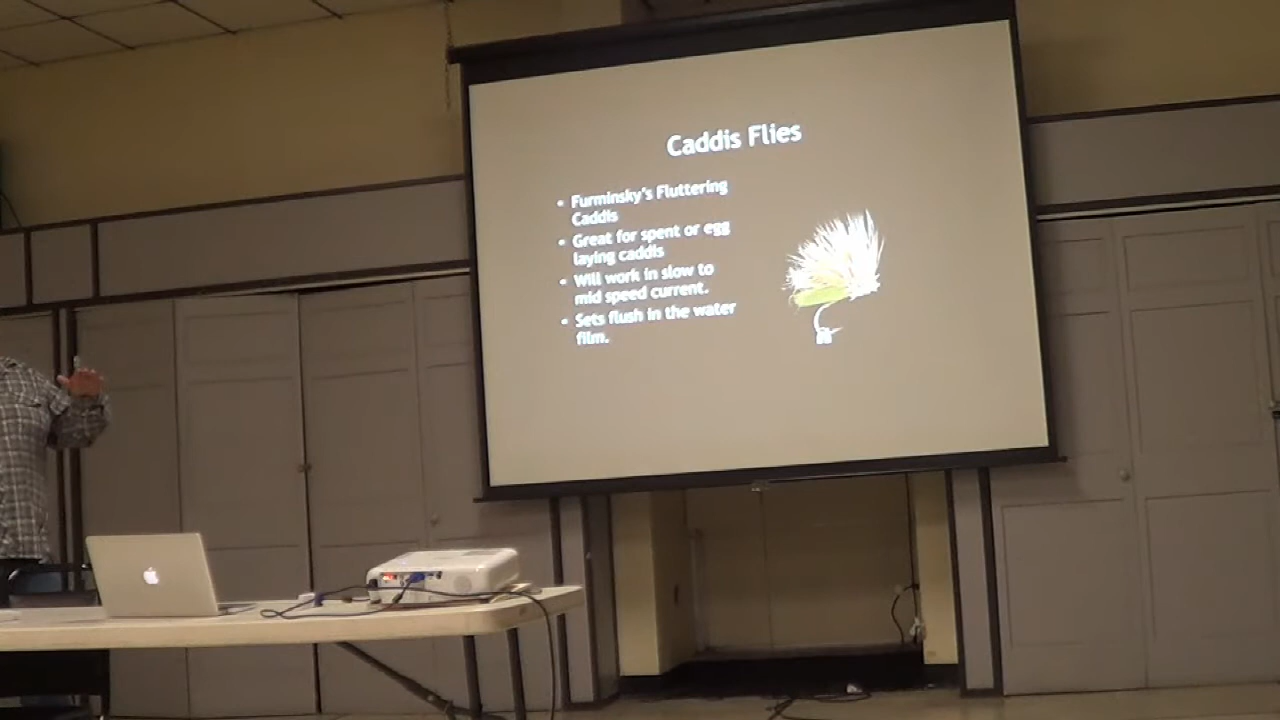 Caddis Flies
• Furminsky's Fluttering
Caddis
• Great for spent or egg
laying caddis
• Will work in slow to
mid speed current.
• Sets flush in the water
film.